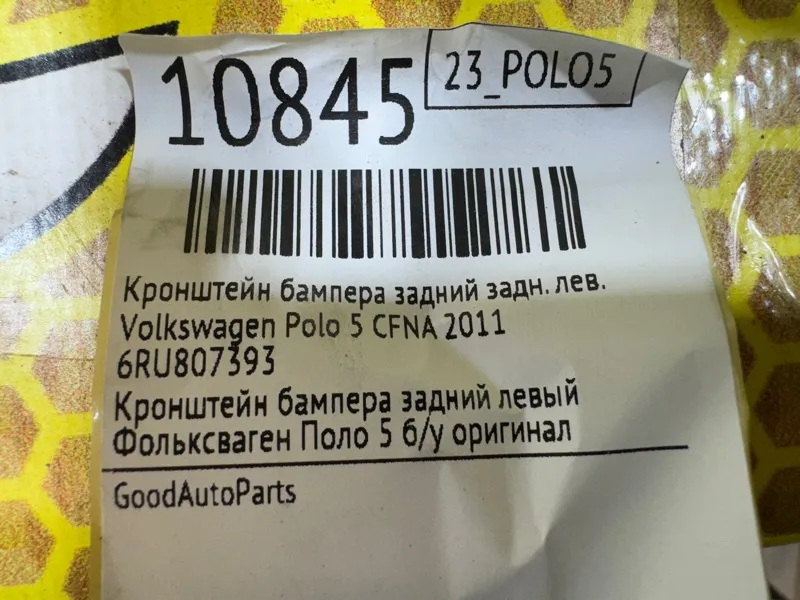 10845
23_POLO5
Кронштейн бампера задний задн. лев.
Volkswagen Polo 5 CFNA 2011
6RU807393
Кронштейн бампера задний левый
Фольксваген Поло 5 б/у оригинал
GoodAutoParts